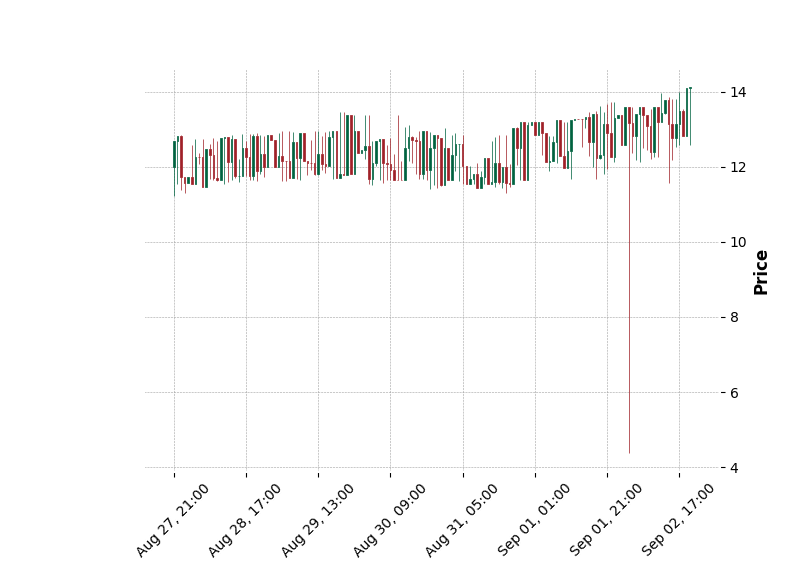 14
12
10
8
6
4
Price
Aug 27, 21:00
Aug 28, 17:00
Aug 29, 13:00
Aug 30, 09:00
Aug 31, 05:00
Sep 01, 01:00
Sep 01, 21:00
Sep 02, 17:00